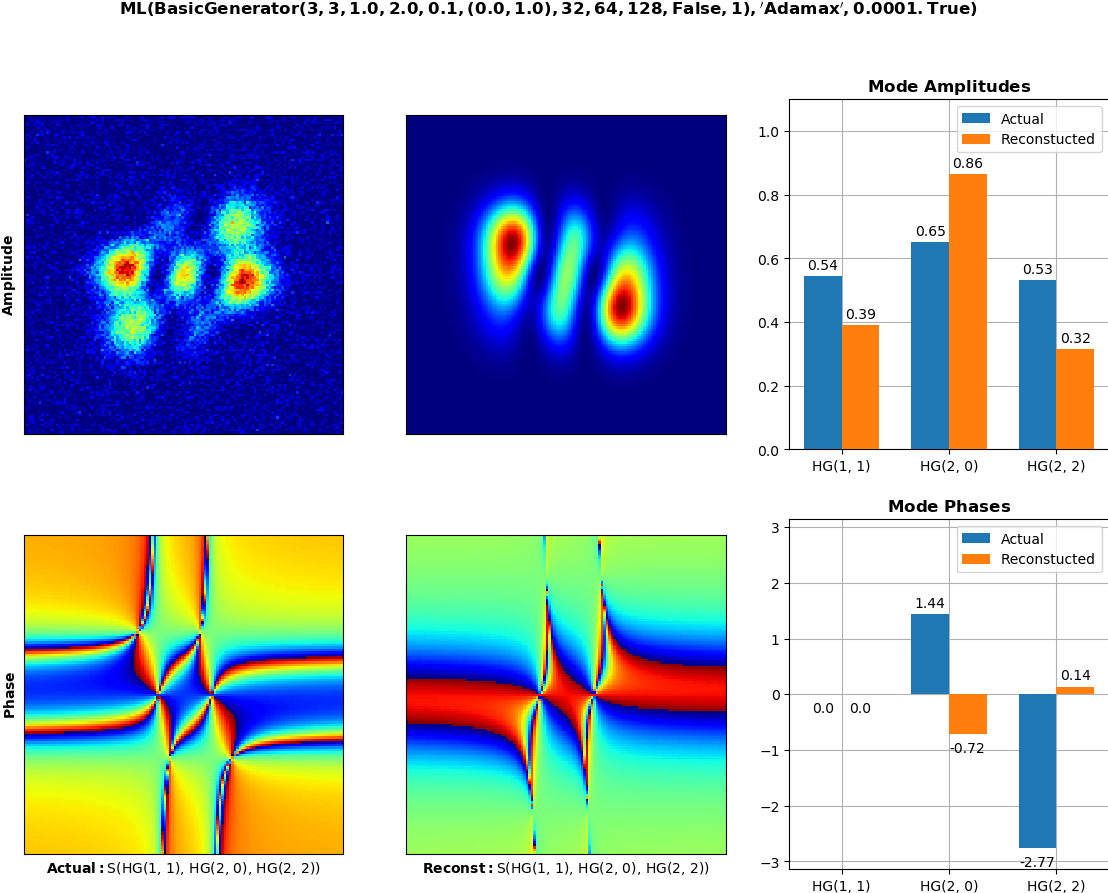 ML(BasicGenerator(3, 3, 1.0, 2.0, 0.1, (0.0, 1.0), 32, 64, 128, False, 1), ′Adamax′, 0.0001. True)
Amplitude
Mode Amplitudes
Actual
Reconstucted
1.0
0.8
0.6
0.4
0.2
0.0
0.54
0.39
0.65
0.86
0.53
0.32
HG(1, 1)
HG(2, 0)
HG(2, 2)
Phase
Actual: S(HG(1, 1), HG(2, 0), HG(2, 2))
Reconst: S(HG(1, 1), HG(2, 0), HG(2, 2))
Mode Phases
Actual
Reconstucted
3
2
1
0
−1
−2
−3
0.0
0.0
1.44
-0.72
-2.77
0.14
HG(1, 1)
HG(2, 0)
HG(2, 2)